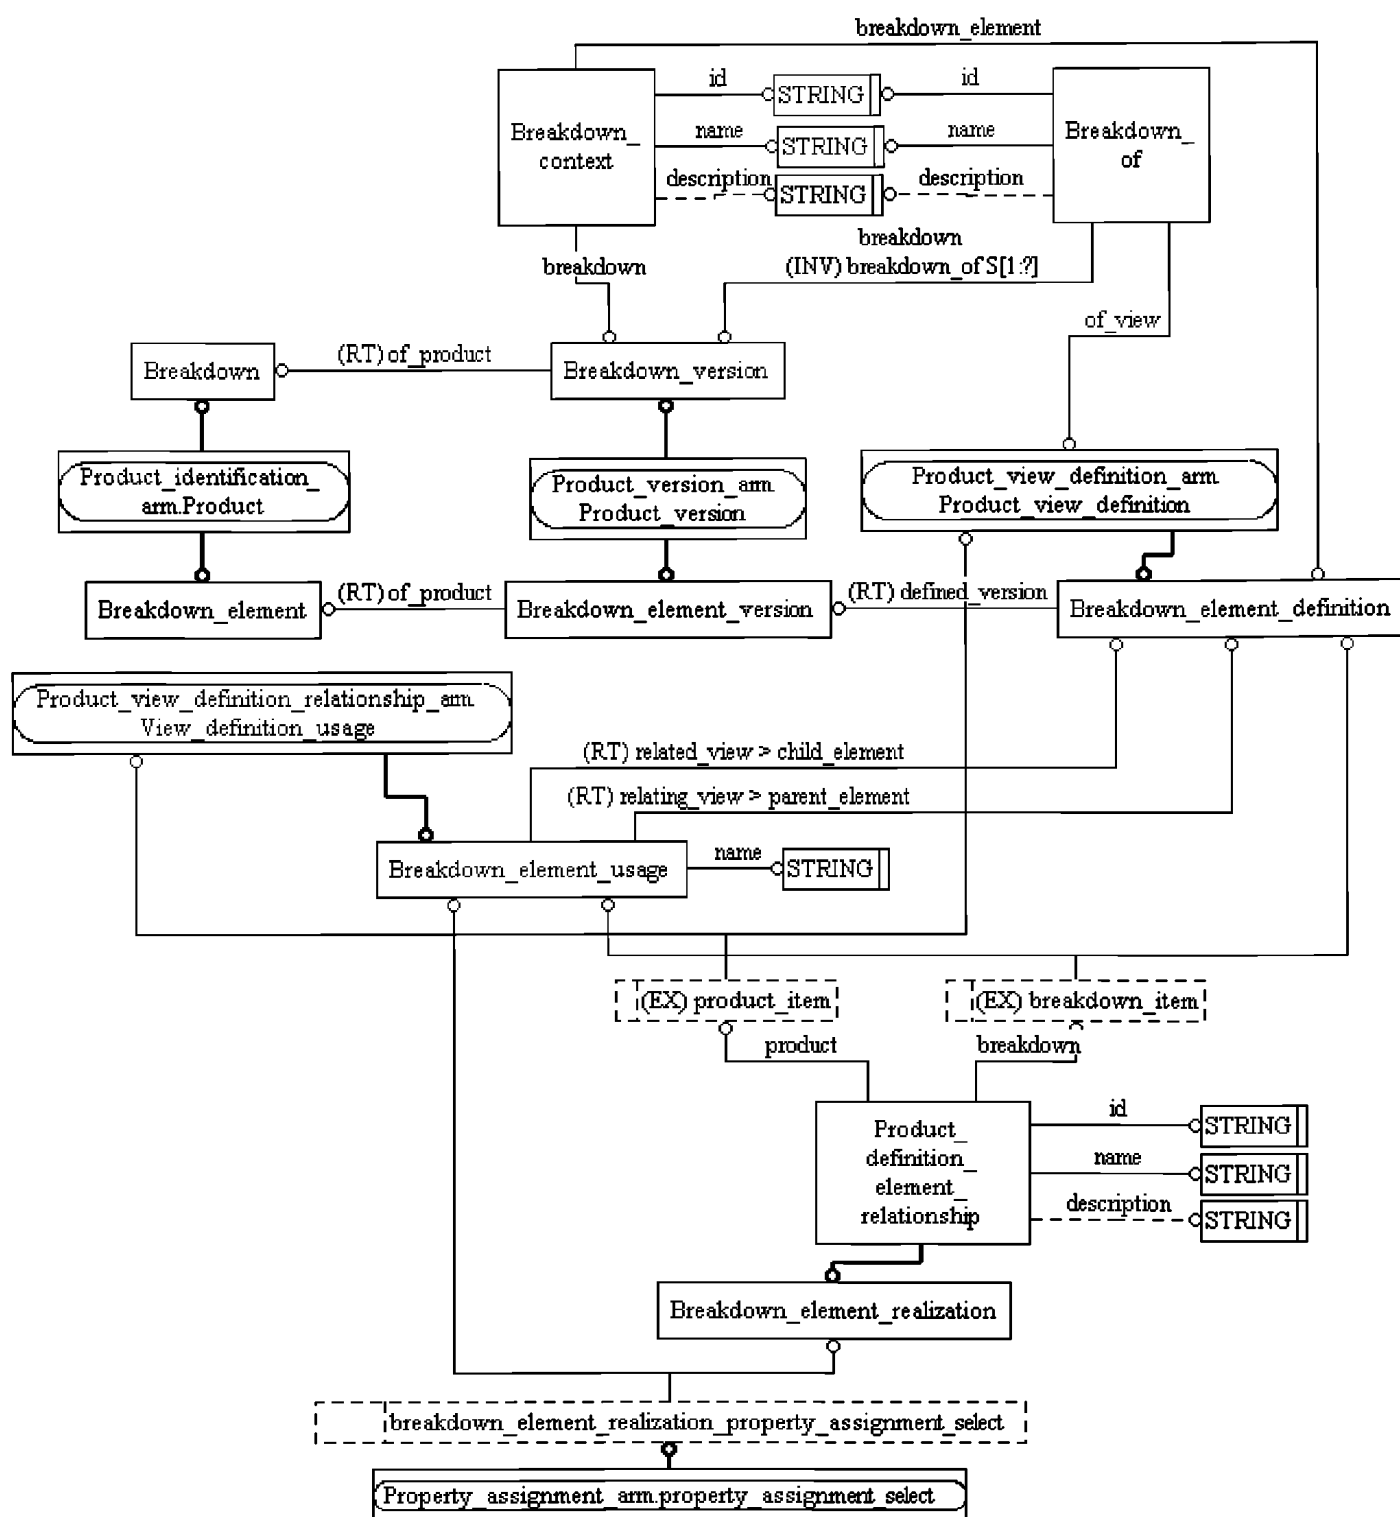 breakdown_element
id
STRING
id
Breakdown_
context
name
STRING
name
Breakdown_
of
description
STRING
description
breakdown
breakdown
(INV) breakdown_of S[1:?]
of_view
Breakdown
(RT) of_product
Breakdown_version
Product_identification_
arm.Product
Product_version_arm.
Product_version
Product_view_definition_arm.
Product_view_definition
Breakdown_element
(RT) of_product
Breakdown_element_version
(RT) defined_version
Breakdown_element_definition
Product_view_definition_relationship_arm.
View_definition_usage
(RT) related_view > child_element
(RT) relating_view > parent_element
Breakdown_element_usage
name
STRING
(EX) product_item
(EX) breakdown_item
product
breakdown
Product_
definition_
element_
relationship
id
STRING
name
STRING
description
STRING
Breakdown_element_realization
breakdown_element_realization_property_assignment_select
Property_assignment_arm.property_assignment_select